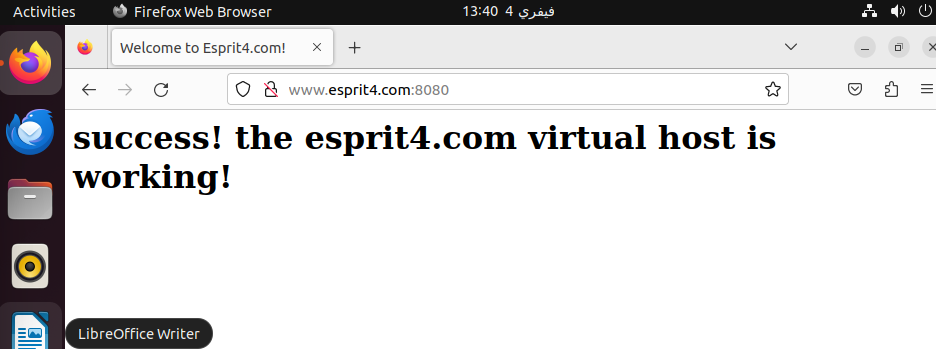 Activities
Firefox Web Browser
13:40 4 فيفري
Welcome to Esprit4.com!
www.esprit4.com:8080
success! the esprit4.com virtual host is
working!
LibreOffice Writer